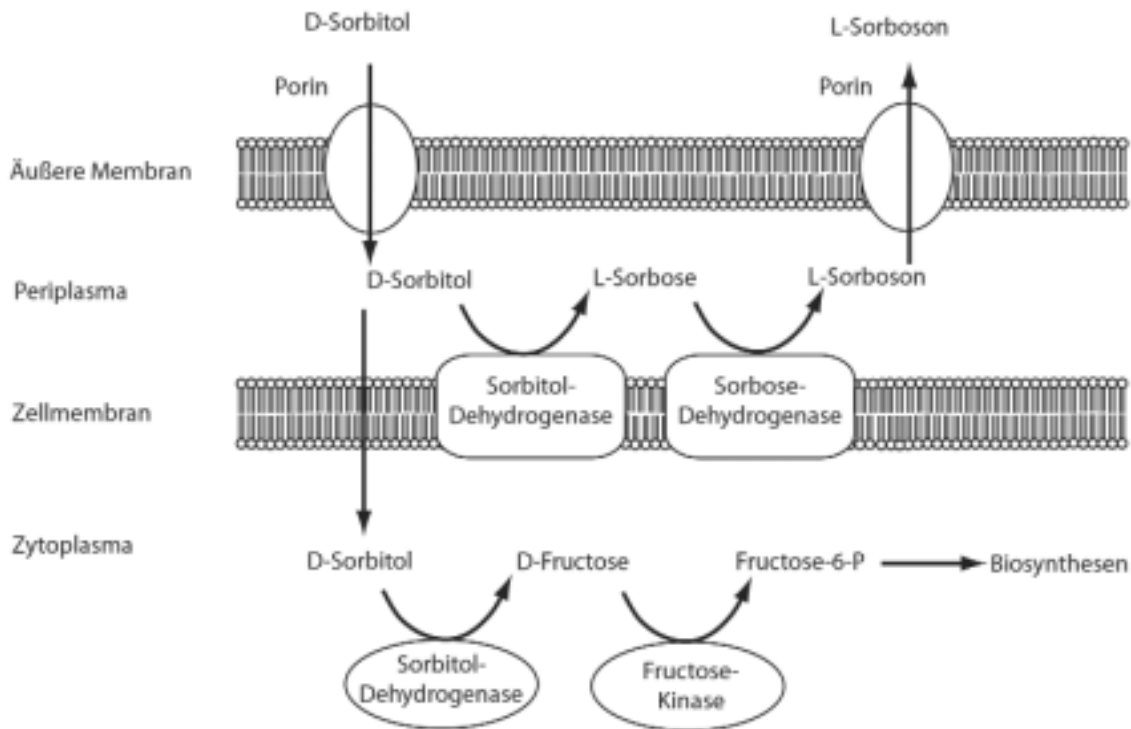 D-Sorbitol
L-Sorboson
Porin
Porin
Äußere Membran
Periplasma
D-Sorbitol
L-Sorbose
L-Sorboson
Zellmembran
Sorbitol-
Dehydrogenase
Sorbose-
Dehydrogenase
Zytoplasma
D-Sorbitol
D-Fructose
Fructose-6-P
Biosynthesen
Sorbitol-
Dehydrogenase
Fructose-
Kinase